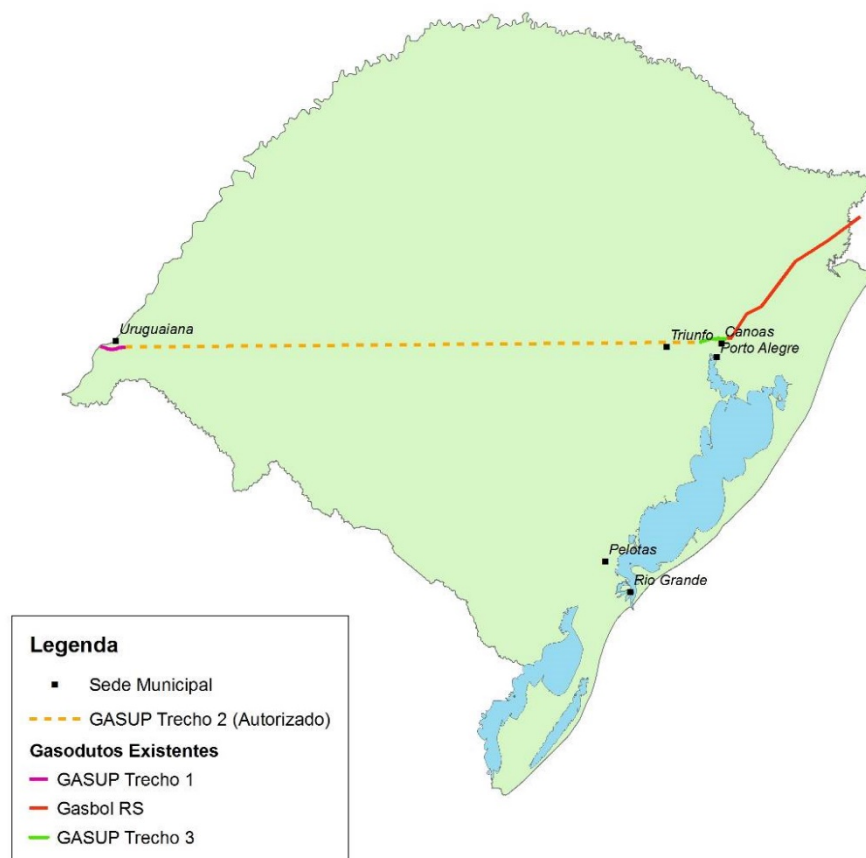 Uruguaiana
Triunfo
Canoas
Porto Alegre
Pelotas
Rio Grande
Legenda
Sede Municipal
GASUP Trecho 2 (Autorizado)
Gasodutos Existentes
GASUP Trecho 1
Gasbol RS
GASUP Trecho 3